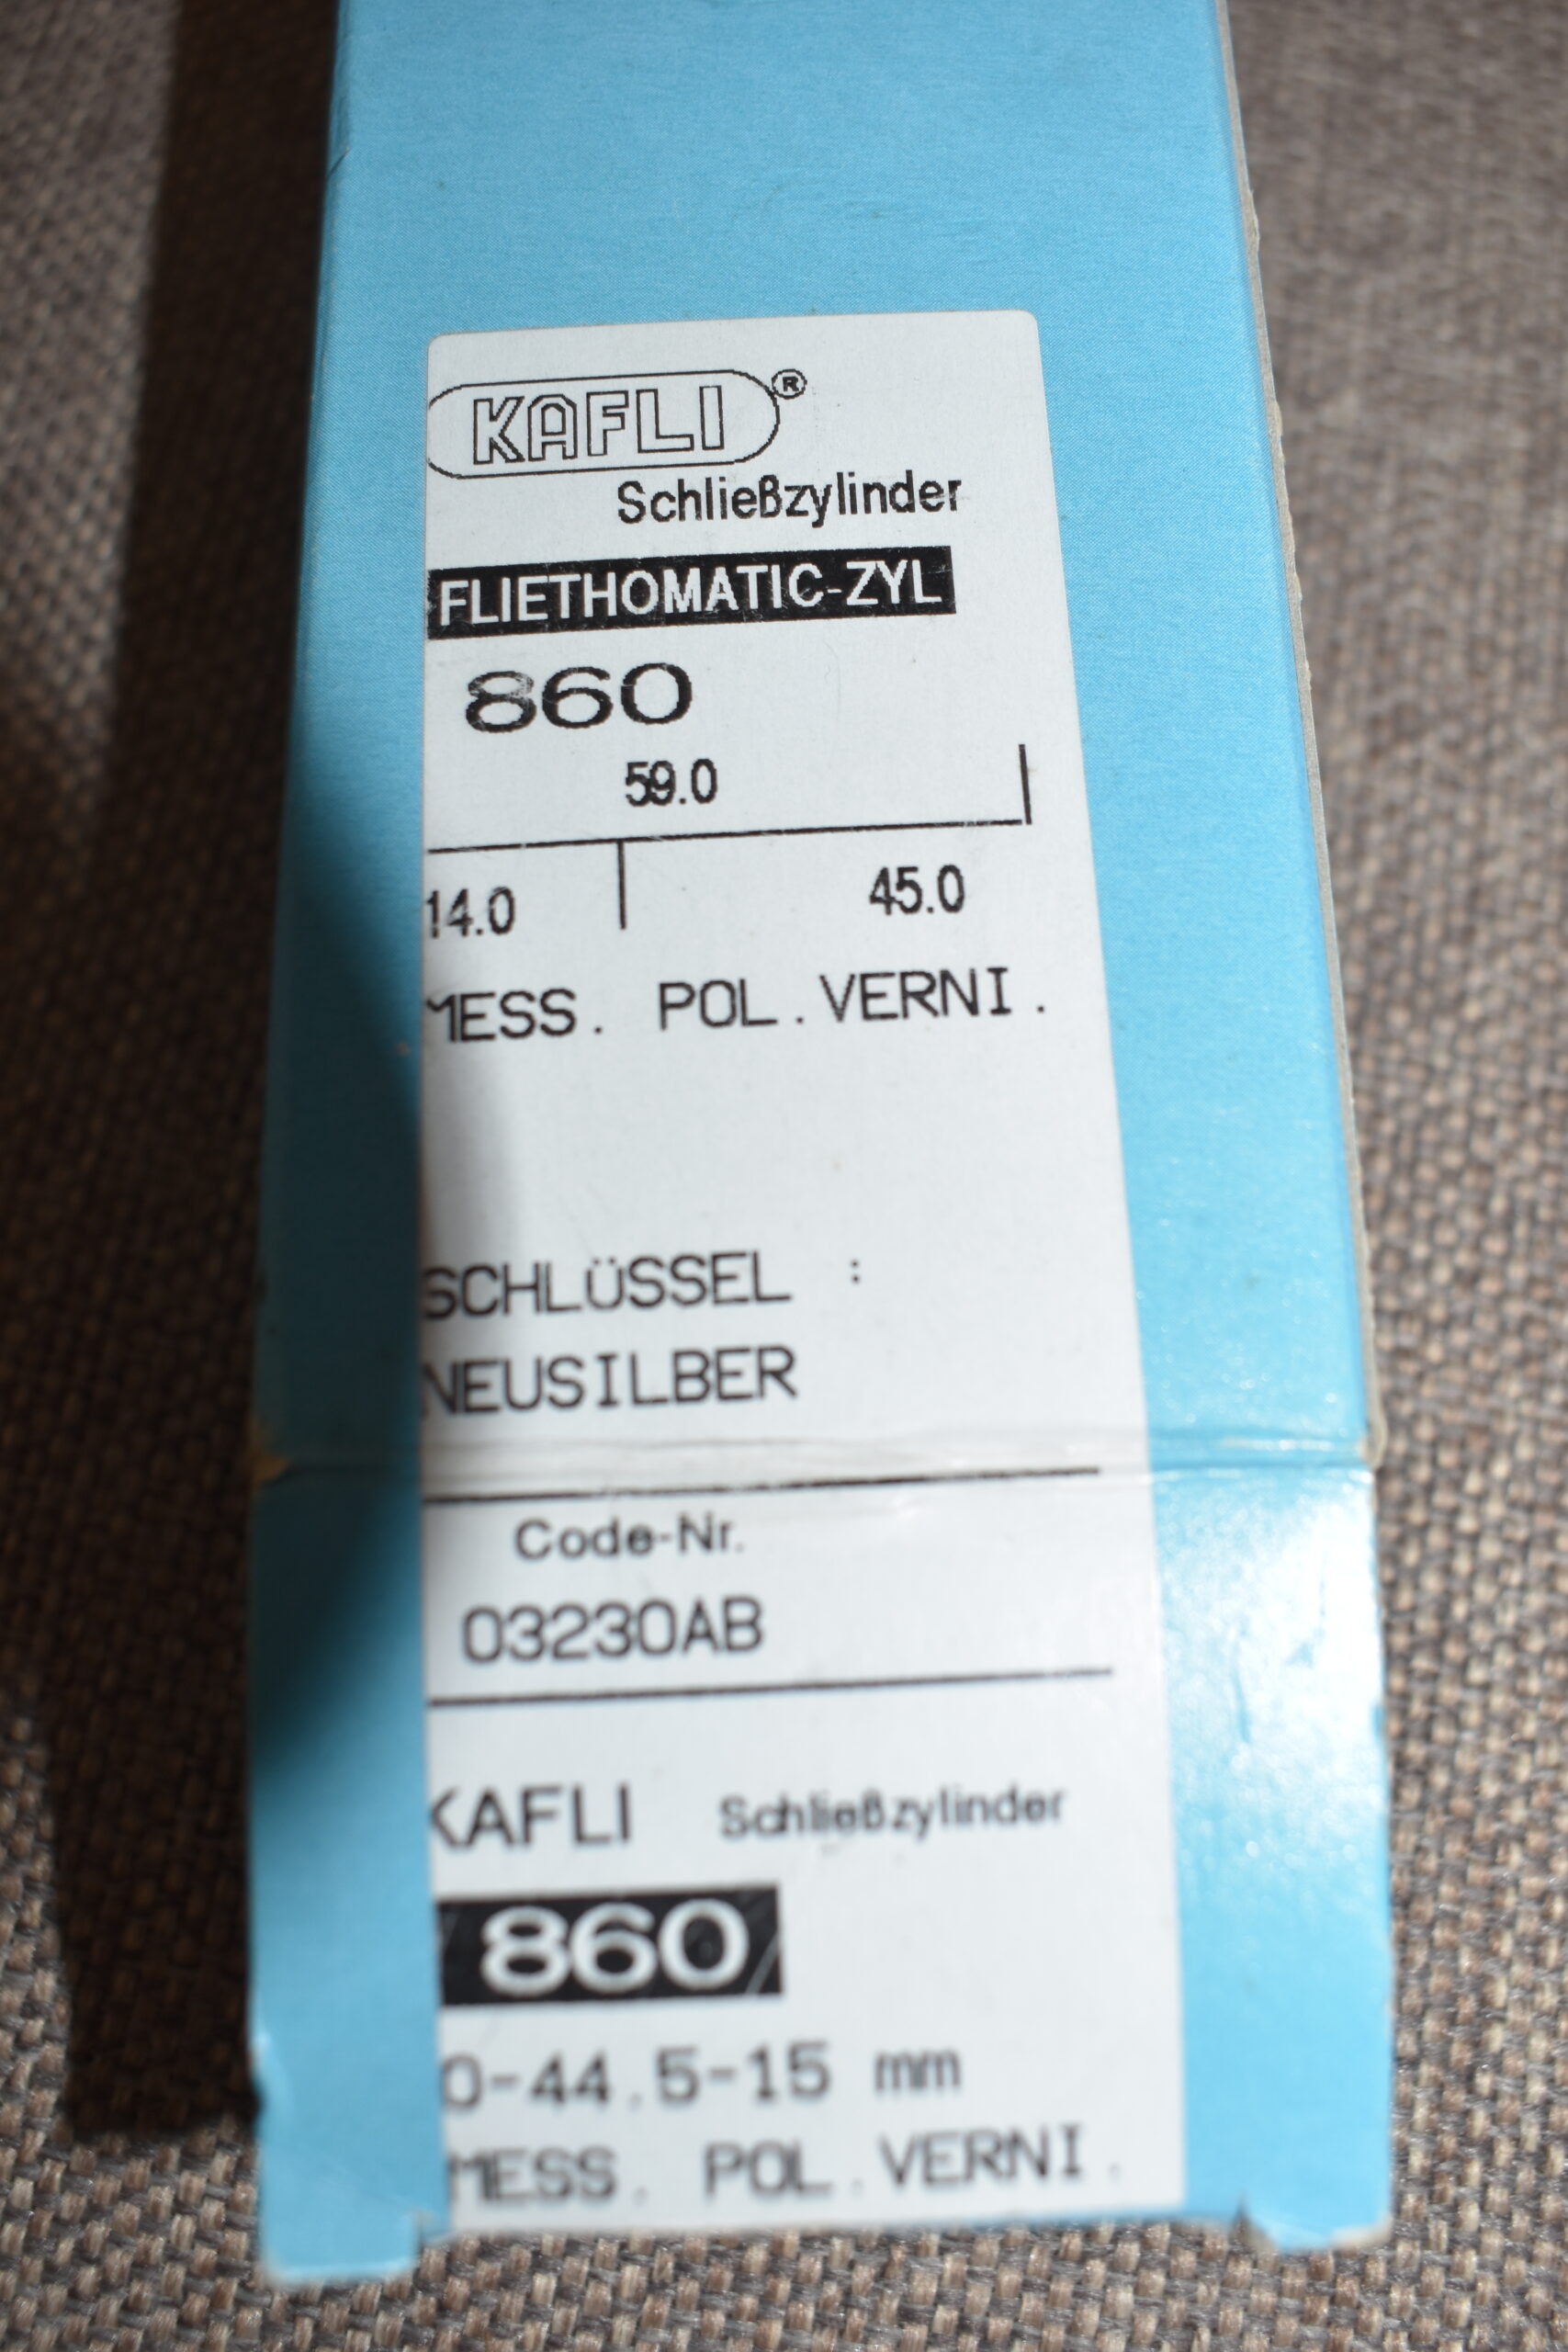 KAFLI®
Schließzylinder
FLIETHOMATIC-ZYL
860
59.0
14.0 45.0
MESS. POL.VERNI.
SCHLÜSSEL :
NEUSILBER
Code-Nr.
03230AB
KAFLI Schließzylinder
860
0-44.5-15 mm
MESS. POL.VERNI.